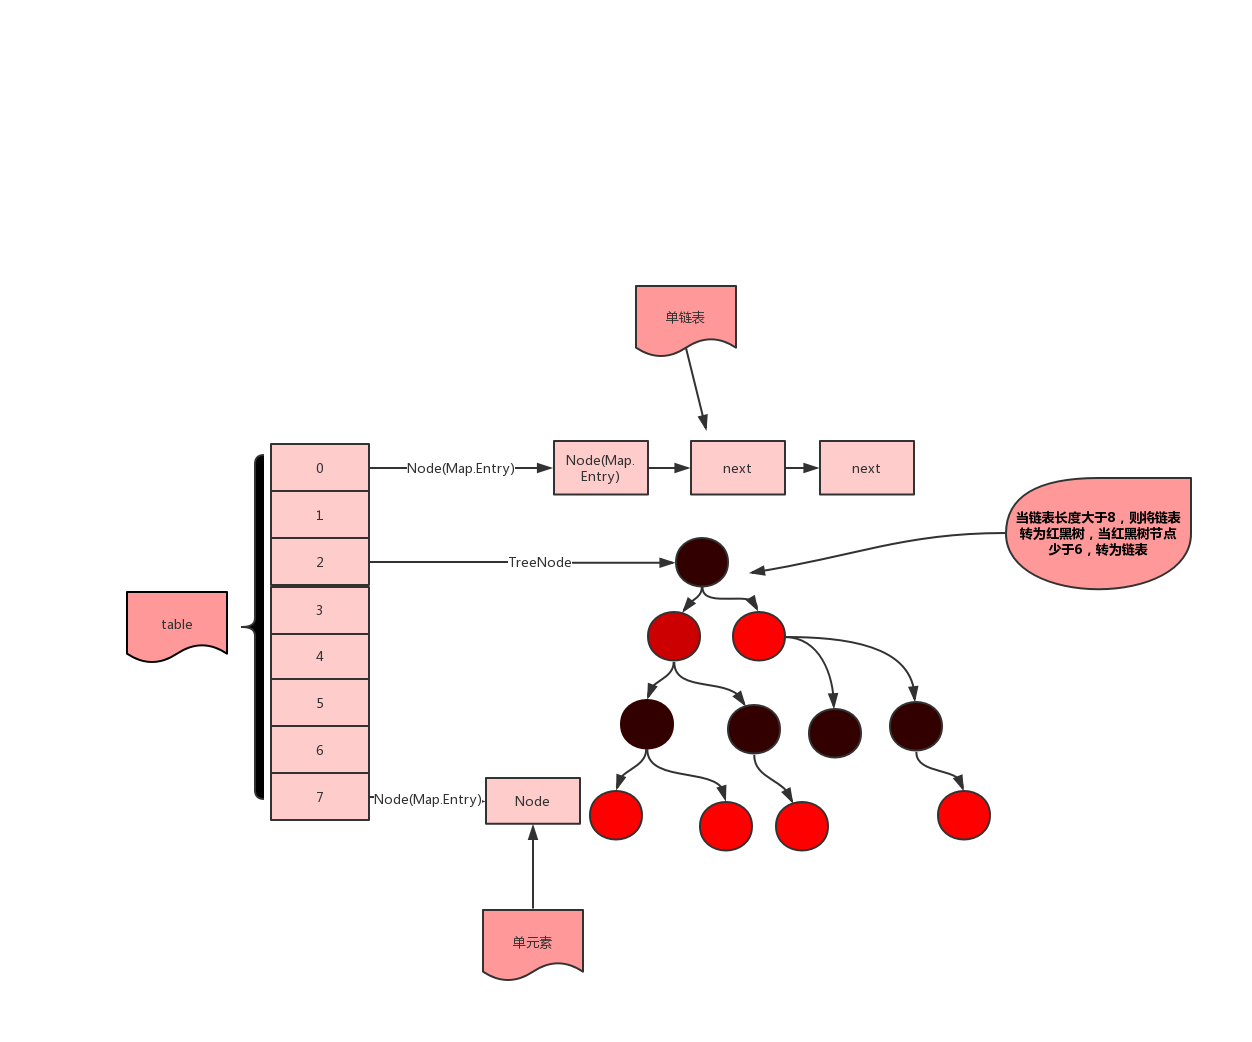 单链表
0
Node(Map.Entry)
Node(Map.
Entry)
next
next
1
当链表长度大于8，则将链表
转为红黑树，当红黑树节点
少于6，转为链表
2
TreeNode
3
table
4
5
6
7
Node(Map.Entry)
Node
单元素